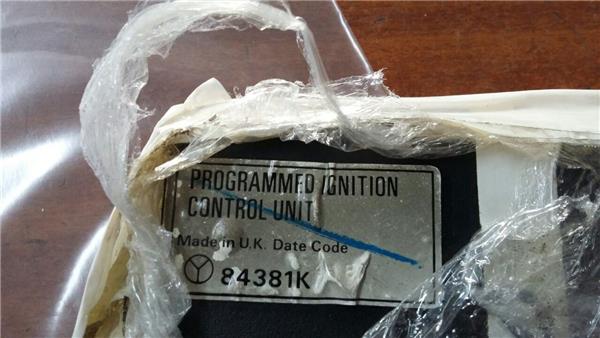 PROGRAMMED IGNITION
CONTROL UNIT
Made in U.K. Date Code
84381K